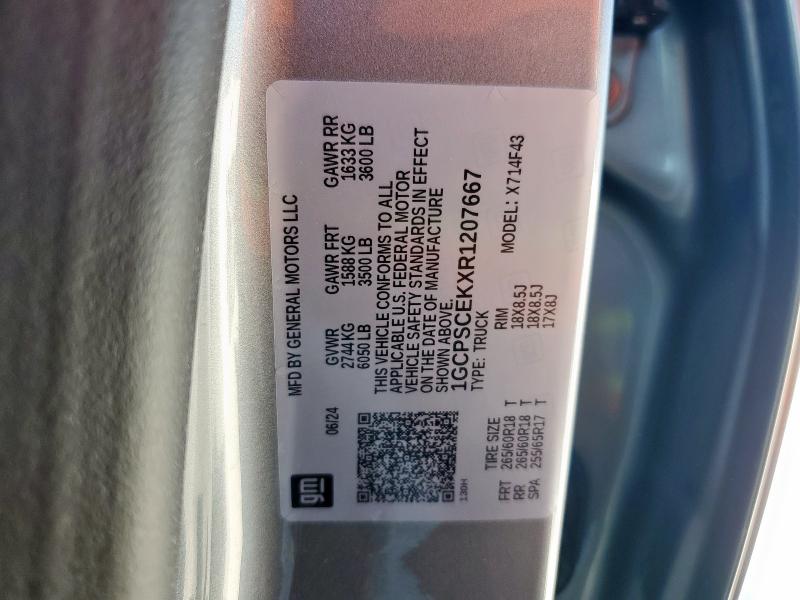 MFD BY GENERAL MOTORS LLC
06/24
GVWR GAWR FRT GAWR RR
2744 KG 1588 KG 1633 KG
6050 LB 3500 LB 3600 LB
THIS VEHICLE CONFORMS TO ALL
APPLICABLE U.S. FEDERAL MOTOR
VEHICLE SAFETY STANDARDS IN EFFECT
ON THE DATE OF MANUFACTURE
SHOWN ABOVE.
1GCPSCEKXR1207667
TYPE: TRUCK MODEL: X714F43
gm
130H
TIRE SIZE RIM
FRT 265/60R18 T 18X8.5J
RR 265/60R18 T 18X8.5J
SPA 255/65R17 T 17X8J